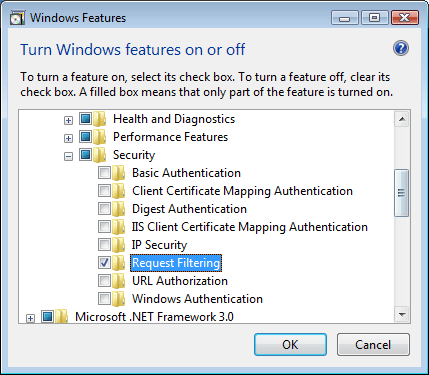 Windows Features
Turn Windows features on or off
To turn a feature on, select its check box. To turn a feature off, clear its
check box. A filled box means that only part of the feature is turned on.
Health and Diagnostics
Performance Features
Security
Basic Authentication
Client Certificate Mapping Authentication
Digest Authentication
IIS Client Certificate Mapping Authentication
IP Security
Request Filtering
URL Authorization
Windows Authentication
Microsoft .NET Framework 3.0
OK
Cancel